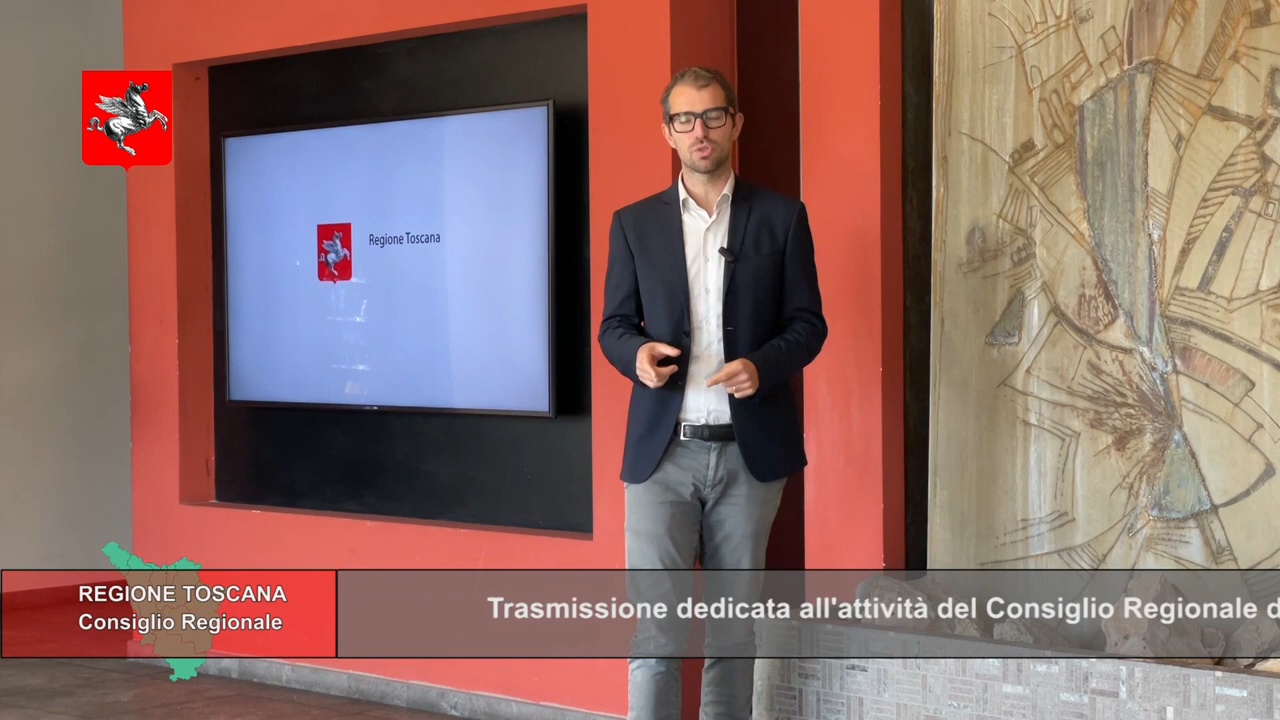 Regione Toscana
REGIONE TOSCANA
Consiglio Regionale
Trasmissione dedicata all'attività del Consiglio Regionale d